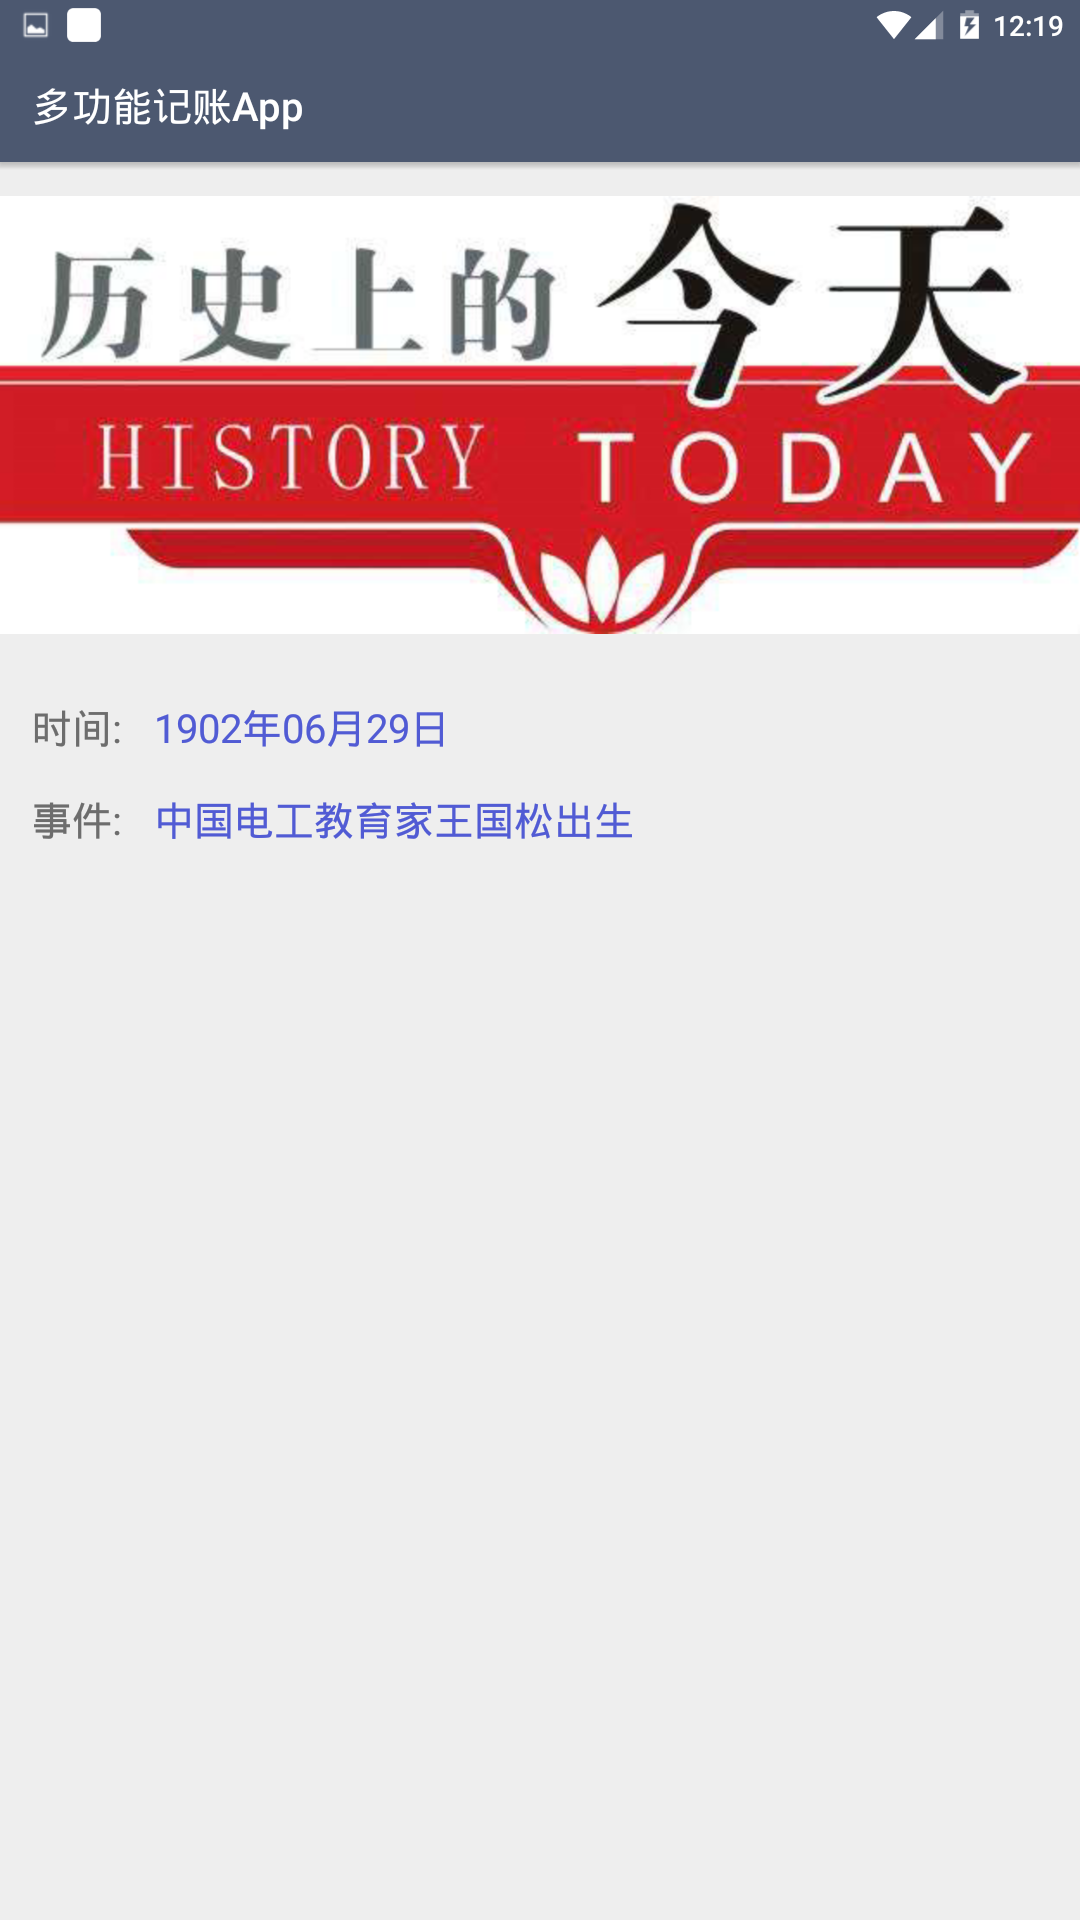 12:19
多功能记账App
历史上的今天
HISTORY TODAY
时间: 1902年06月29日
事件: 中国电工教育家王国松出生